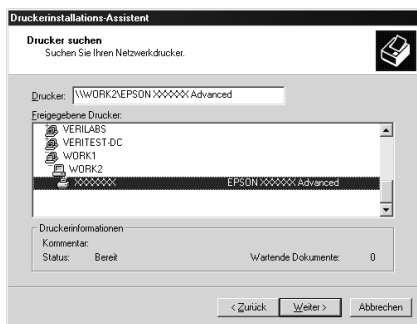 Druckerinstallations-Assistent
Drucker suchen
Suchen Sie Ihren Netzwerkdrucker.
Drucker: \\WORK2\EPSON XXXXXX Advanced
Freigegebene Drucker:
VERILABS
VERITEST-DC
WORK1
WORK2
XXXXXXX EPSON XXXXXX Advanced
Druckerinformationen
Kommentar:
Status: Bereit Wartende Dokumente: 0
< Zurück Weiter > Abbrechen